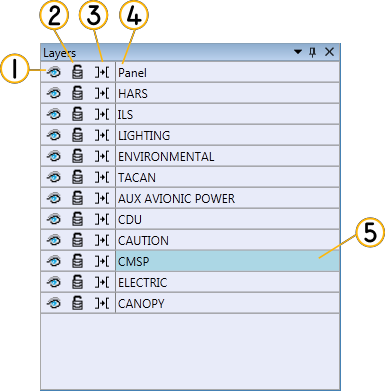 2 3 4
Layers
1
Panel
HARS
ILS
LIGHTING
ENVIRONMENTAL
TACAN
AUX AVIONIC POWER
CDU
CAUTION
5
CMSP
ELECTRIC
CANOPY